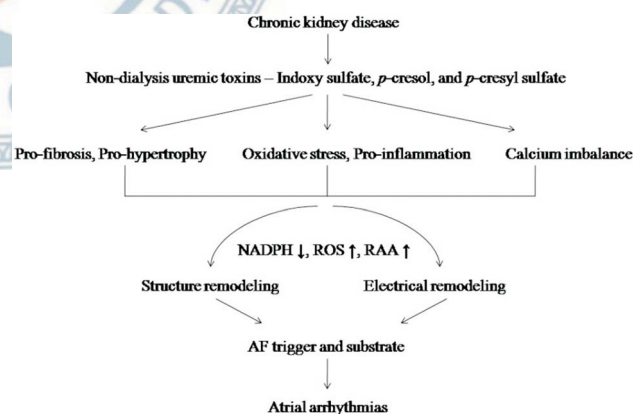 Chronic kidney disease
Non-dialysis uremic toxins – Indoxy sulfate, p-cresol, and p-cresyl sulfate
Pro-fibrosis, Pro-hypertrophy Oxidative stress, Pro-inflammation Calcium imbalance
NADPH ↓, ROS ↑, RAA ↑
Structure remodeling Electrical remodeling
AF trigger and substrate
Atrial arrhythmias